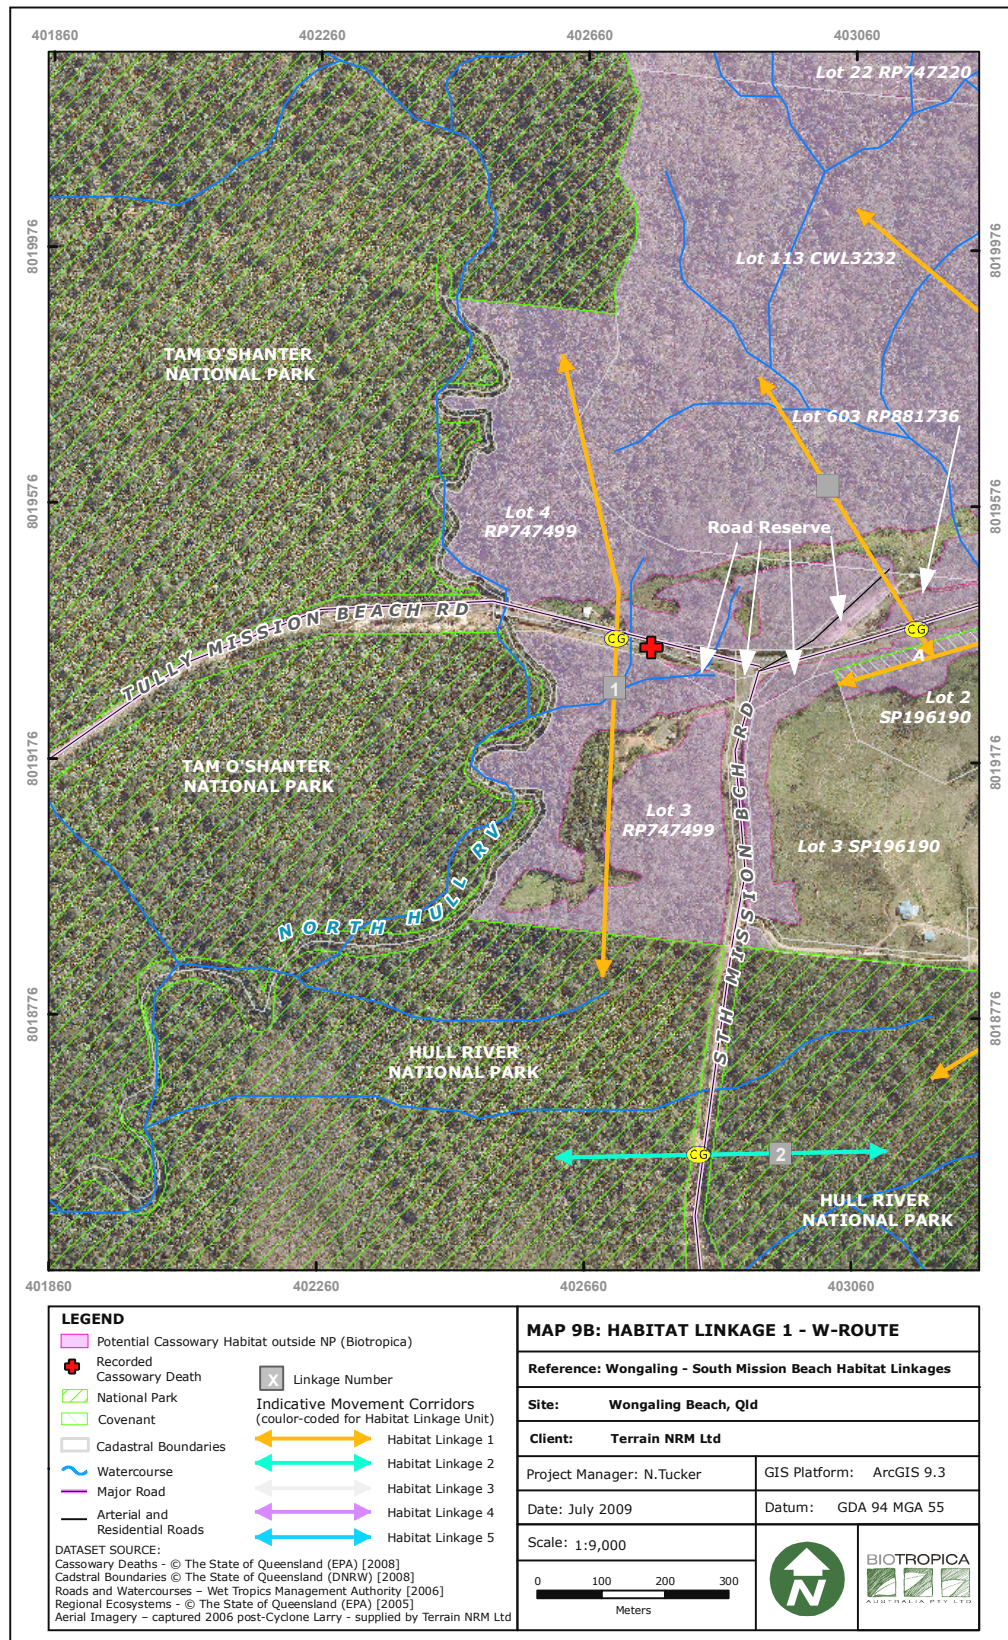 401860 402260 402660 403060
Lot 22 RP747220
8019976
8019976
Lot 113 CWL3232
TAM O'SHANTER
NATIONAL PARK
Lot 603 RP881736
8019576
8019576
Lot 4
RP747499
Road Reserve
TULLY MISSION BEACH RD
CG
CG
A
1
Lot 2
SP196190
8019176
8019176
TAM O'SHANTER
NATIONAL PARK
Lot 3
RP747499
STH MISSION BCH RD
Lot 3 SP196190
NORTH HULL RV
8018776
8018776
HULL RIVER
NATIONAL PARK
CG
2
HULL RIVER
NATIONAL PARK
401860 402260 402660 403060
LEGEND
Potential Cassowary Habitat outside NP (Biotropica)
Recorded
Cassowary Death
National Park
Covenant
Cadastral Boundaries
Watercourse
Major Road
Arterial and
Residential Roads
X Linkage Number
Indicative Movement Corridors
(coulor-coded for Habitat Linkage Unit)
Habitat Linkage 1
Habitat Linkage 2
Habitat Linkage 3
Habitat Linkage 4
Habitat Linkage 5
DATASET SOURCE:
Cassowary Deaths - © The State of Queensland (EPA) [2008]
Cadstral Boundaries © The State of Queensland (DNRW) [2008]
Roads and Watercourses – Wet Tropics Management Authority [2006]
Regional Ecosystems - © The State of Queensland (EPA) [2005]
Aerial Imagery – captured 2006 post-Cyclone Larry - supplied by Terrain NRM Ltd
MAP 9B: HABITAT LINKAGE 1 - W-ROUTE
Reference: Wongaling - South Mission Beach Habitat Linkages
Site: Wongaling Beach, Qld
Client: Terrain NRM Ltd
Project Manager: N.Tucker
GIS Platform: ArcGIS 9.3
Date: July 2009
Datum: GDA 94 MGA 55
Scale: 1:9,000
0 100 200 300
Meters
N
BIOTROPICA
AUSTRALIA PTY LTD